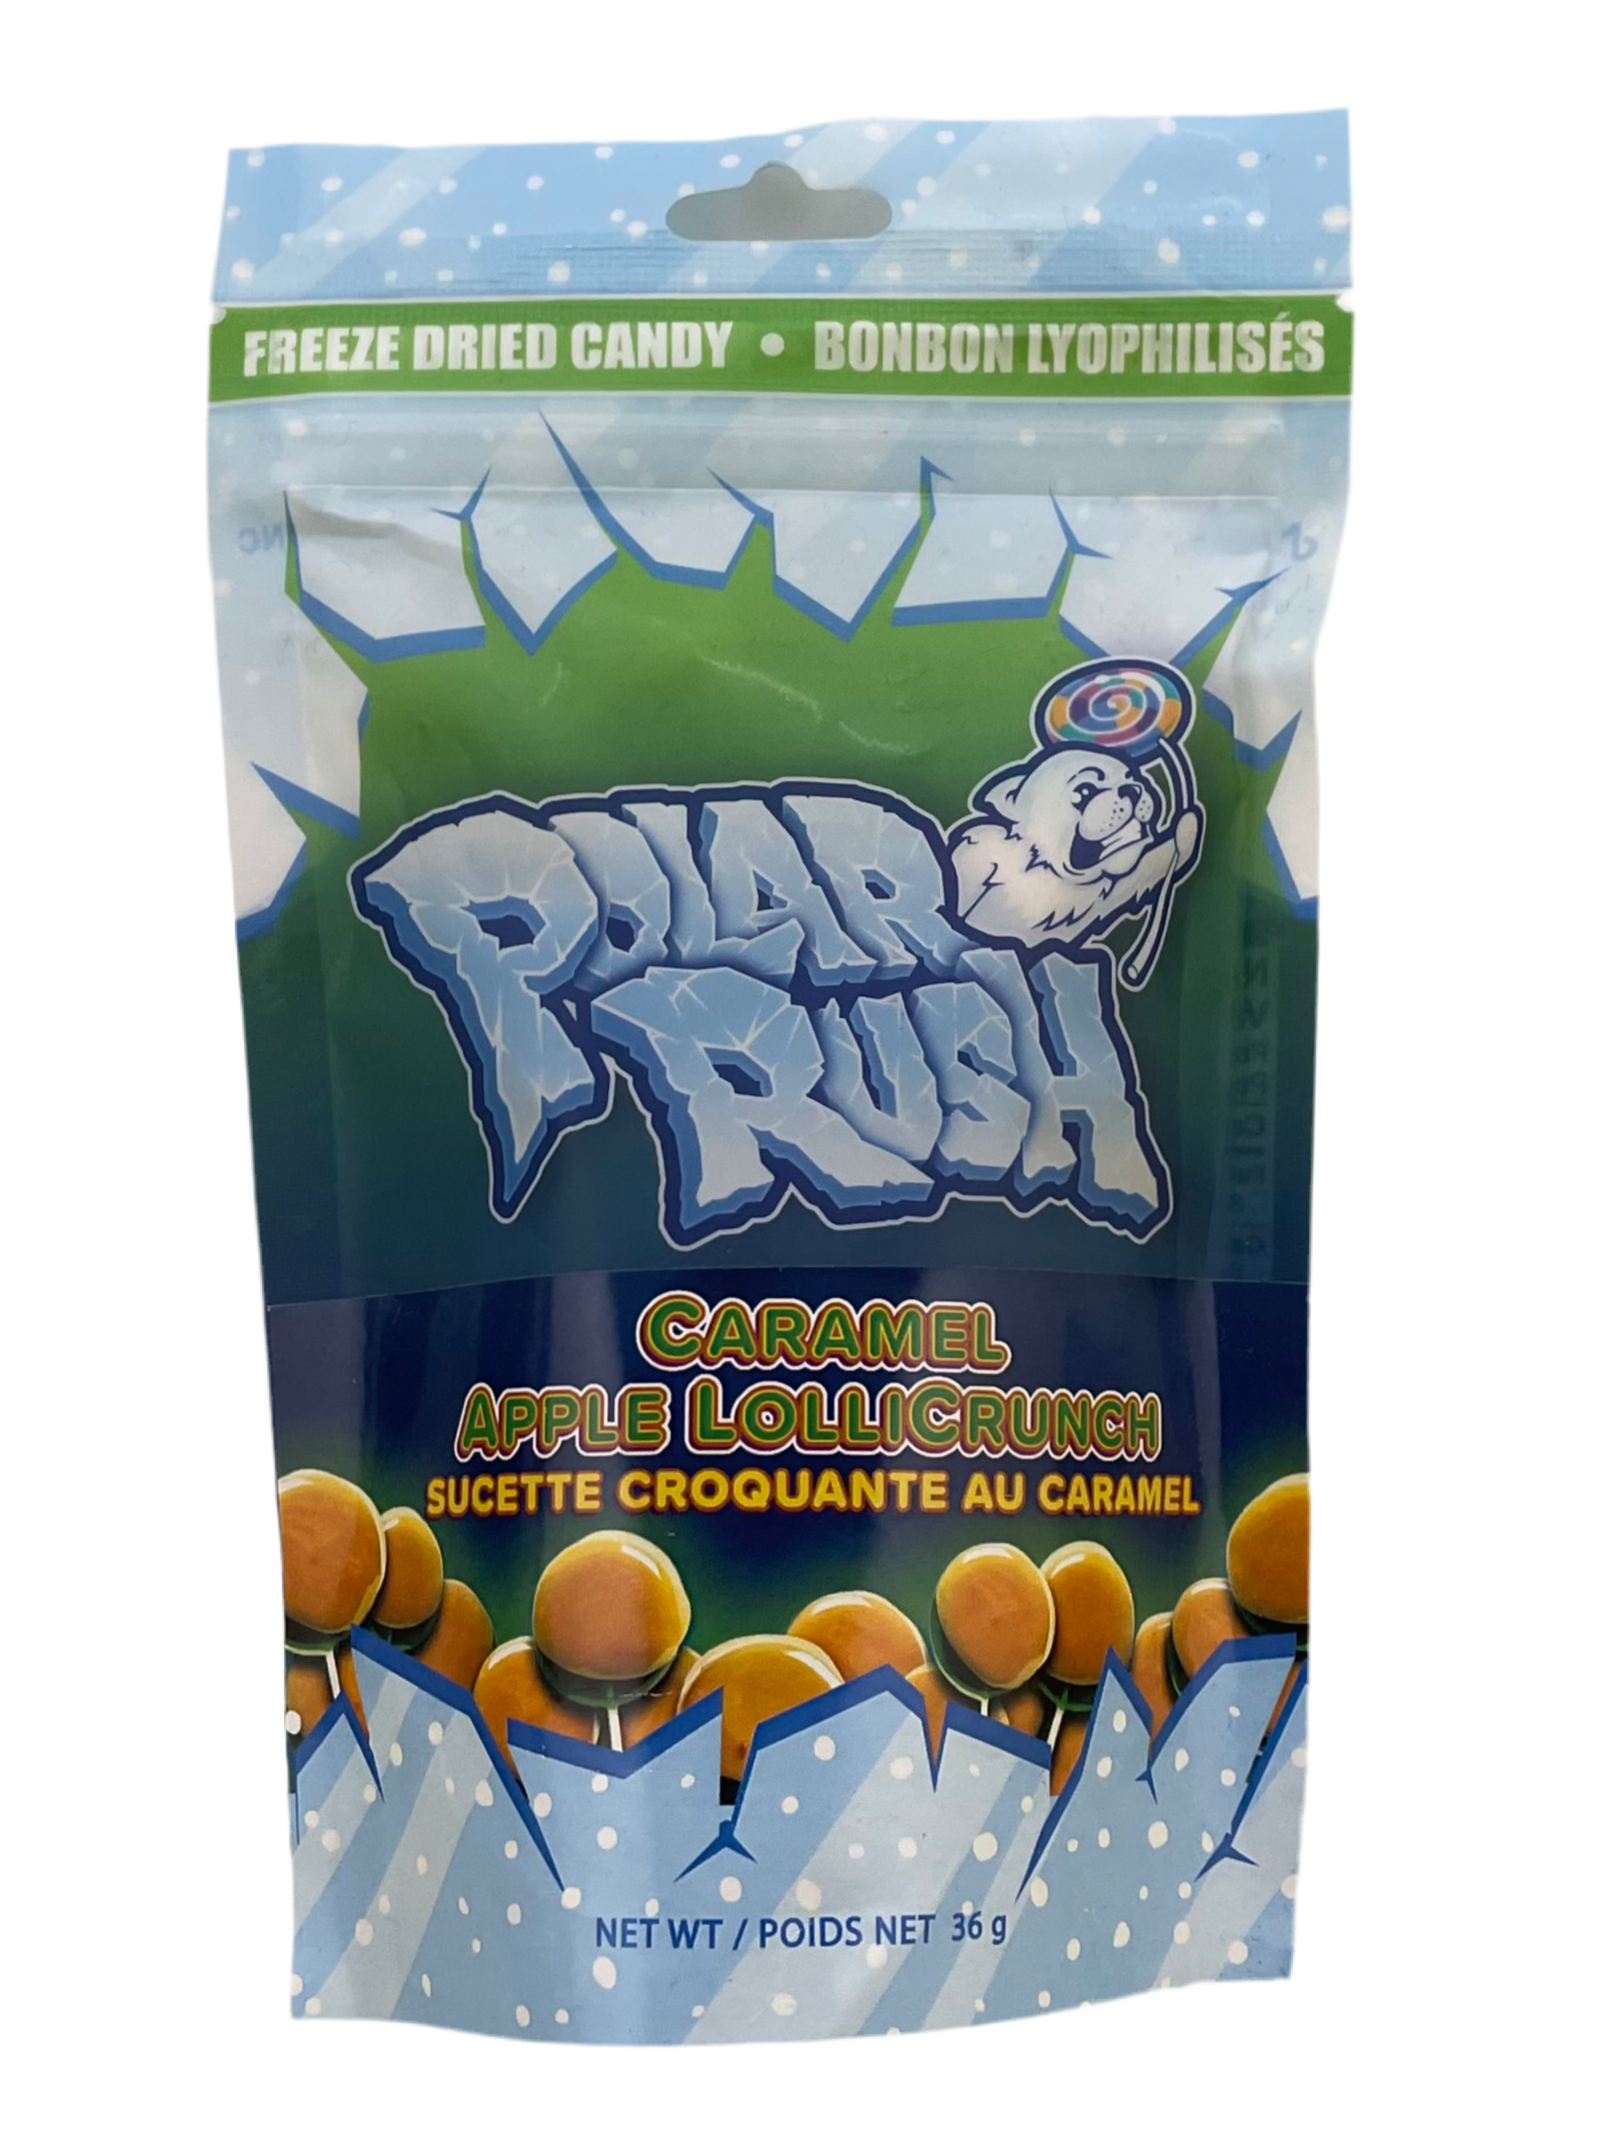 FREEZE DRIED CANDY • BONBON LYOPHILISÉS
POLAR
RUSH
CARAMEL
APPLE LOLLICRUNCH
SUCETTE CROQUANTE AU CARAMEL
NET WT / POIDS NET 36 g